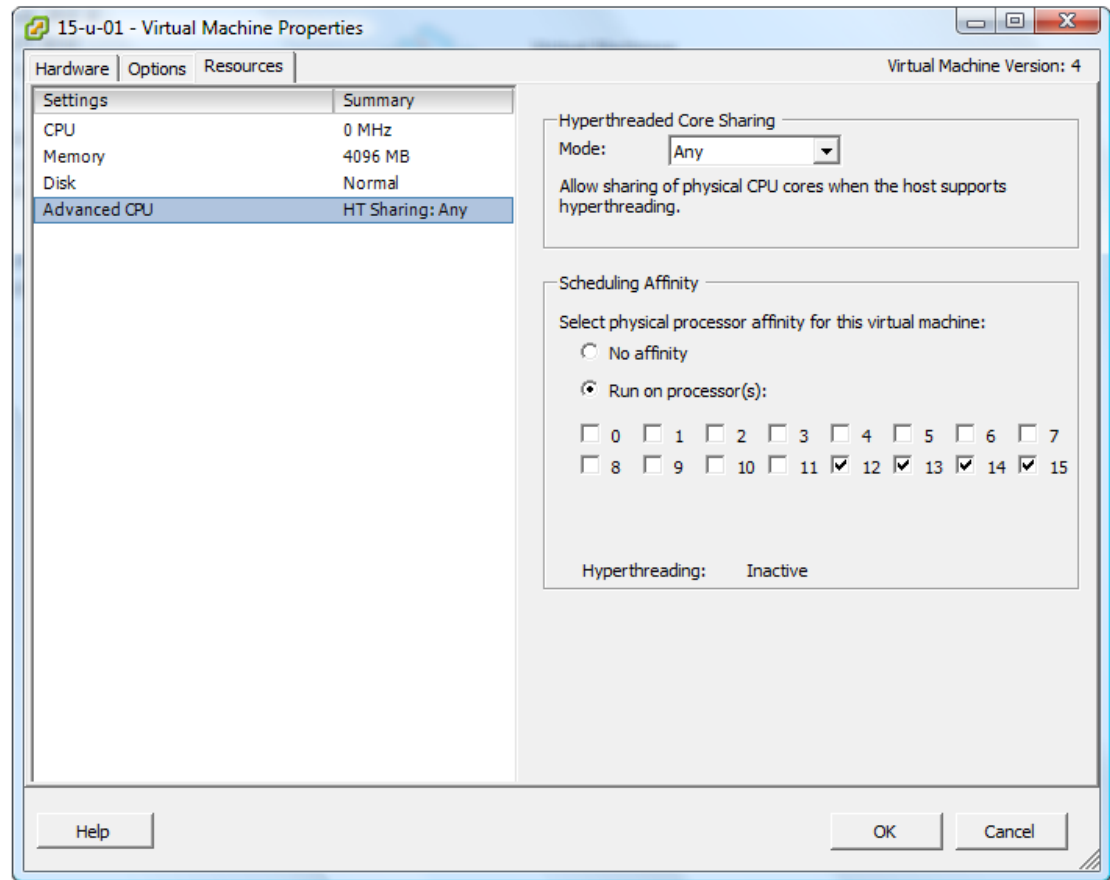 15-u-01 - Virtual Machine Properties
Hardware Options Resources Virtual Machine Version: 4
Settings Summary
CPU 0 MHz
Memory 4096 MB
Disk Normal
Advanced CPU HT Sharing: Any
Hyperthreaded Core Sharing
Mode: Any
Allow sharing of physical CPU cores when the host supports
hyperthreading.
Scheduling Affinity
Select physical processor affinity for this virtual machine:
No affinity
Run on processor(s):
0 1 2 3 4 5 6 7
8 9 10 11 12 13 14 15
Hyperthreading: Inactive
Help OK Cancel